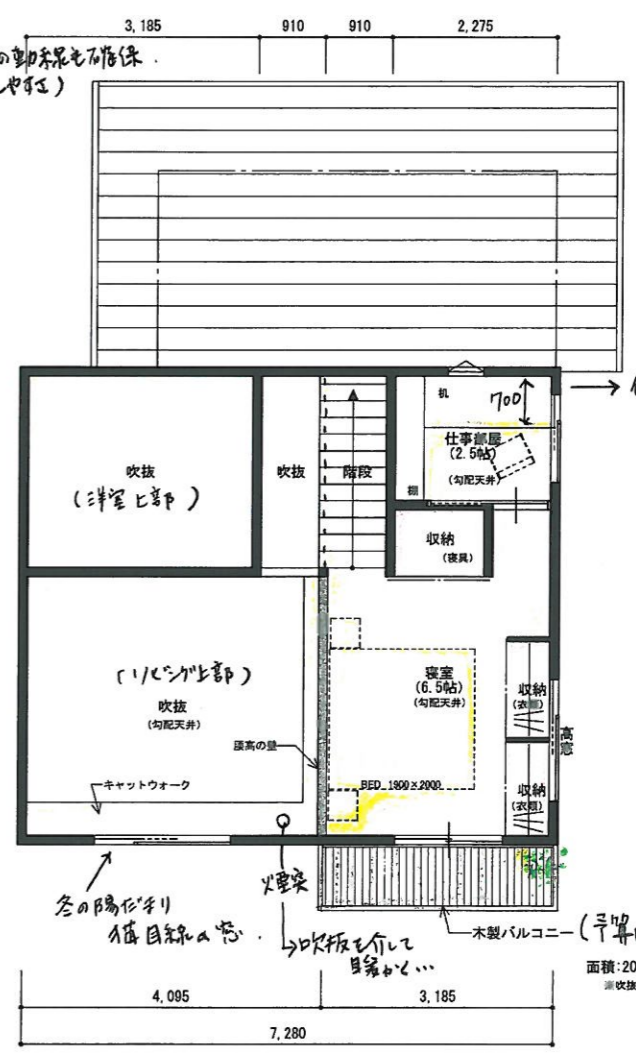 3,185 910 910 2,275
の動線も確保.
しやすさ)
机
700
仕事部屋
(2.5帖)
(勾配天井)
棚
吹抜
(洋室上部)
吹抜
階段
収納
(寝具)
(リビング上部)
吹抜
(勾配天井)
腰高の壁
キャットウォーク
寝室
(6.5帖)
(勾配天井)
BED 1900×2000
収納
(衣類)
高窓
収納
(衣類)
冬の陽だまり
猫目線の窓.
煙突
→吹抜を介して
暖かく…
木製バルコニー(予算
面積:20
※吹抜
4,095 3,185
7,280